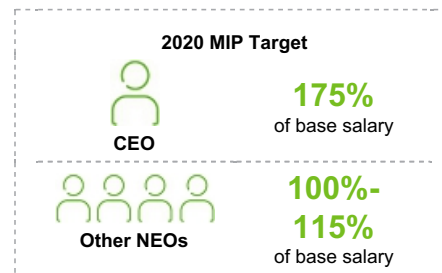 2020 MIP Target
175%
of base salary
CEO
100%-
115%
of base salary
Other NEOs